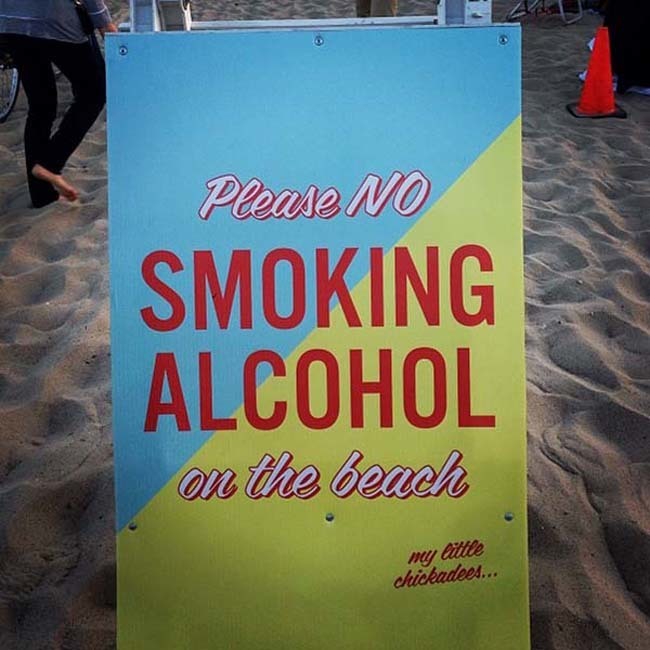 Please NO
SMOKING
ALCOHOL
on the beach
my little
chickadees...